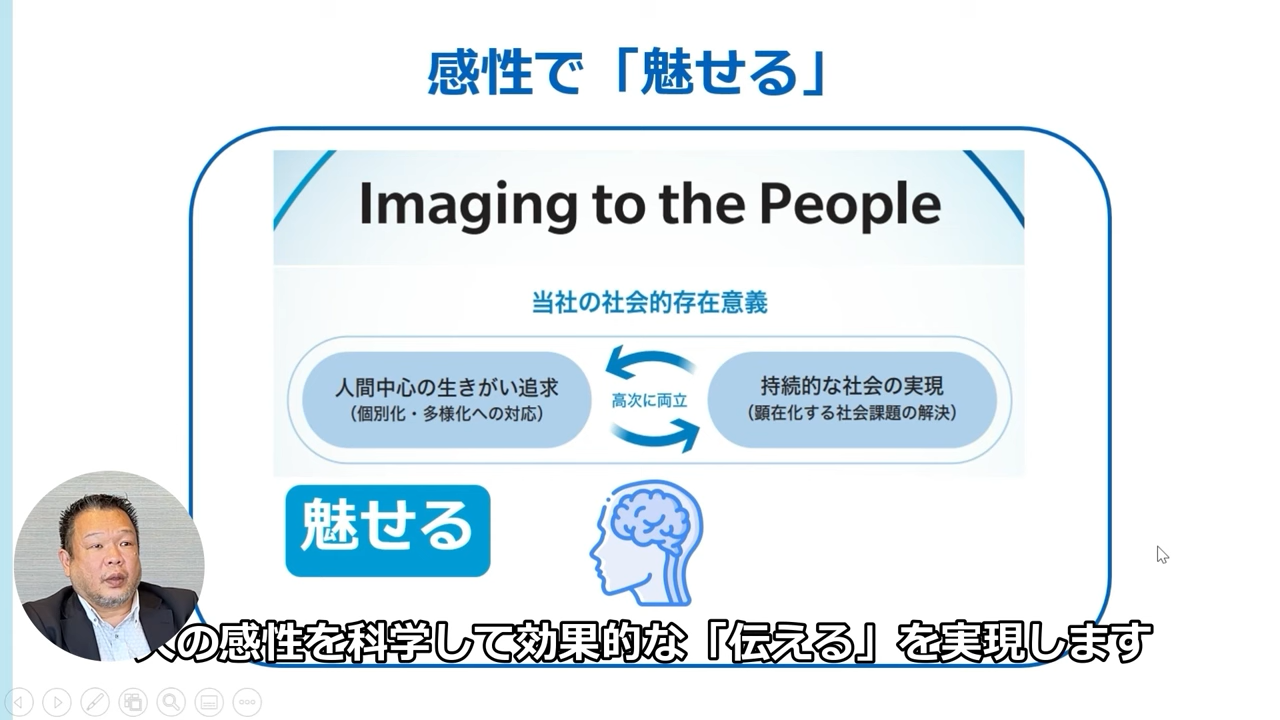 感性で「魅せる」
Imaging to the People
当社の社会的存在意義
人間中心の生きがい追求
（個別化・多様化への対応）
高次に両立
持続的な社会の実現
（顕在化する社会課題の解決）
魅せる
人の感性を科学して効果的な「伝える」を実現します